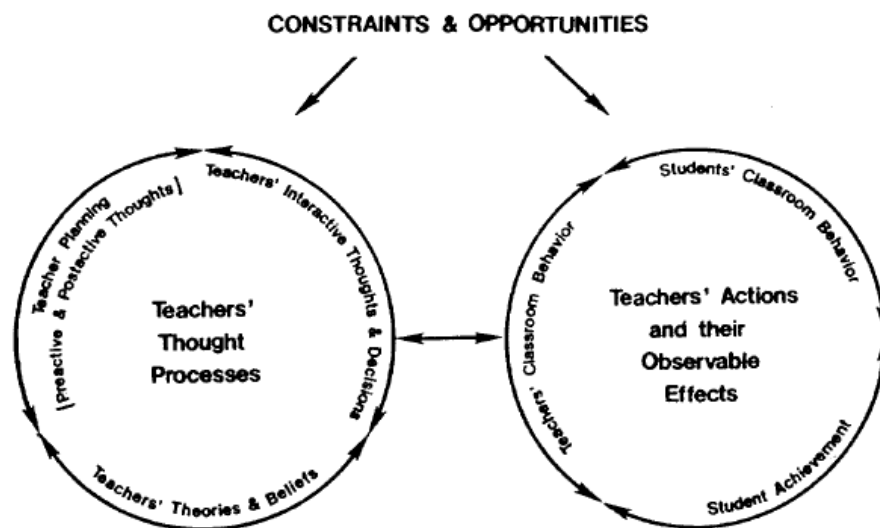 CONSTRAINTS & OPPORTUNITIES
Teacher Planning
[Preactive & Postactive Thoughts]
Teachers' Interactive Thoughts & Decisions
Teachers'
Thought
Processes
Teachers' Theories & Beliefs
Students' Classroom Behavior
Teachers' Classroom Behavior
Teachers' Actions
and their
Observable
Effects
Student Achievement